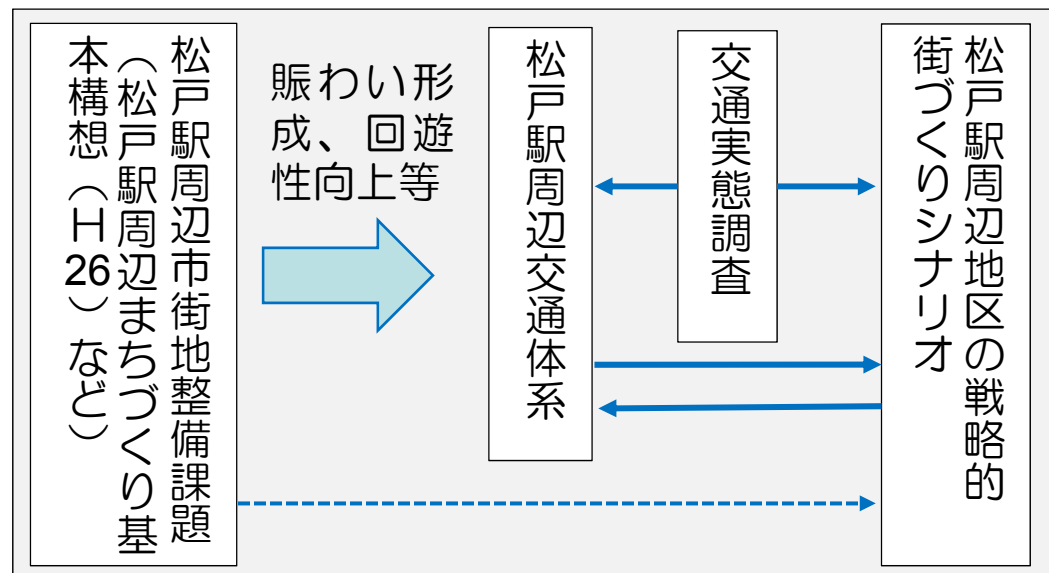 松戸駅周辺市街地整備課題
（松戸駅周辺まちづくり基
本構想（H26）など）
賑わい形
成、回遊
性向上等
松戸駅周辺交通体系
交通実態調査
松戸駅周辺地区の戦略的
街づくりシナリオ